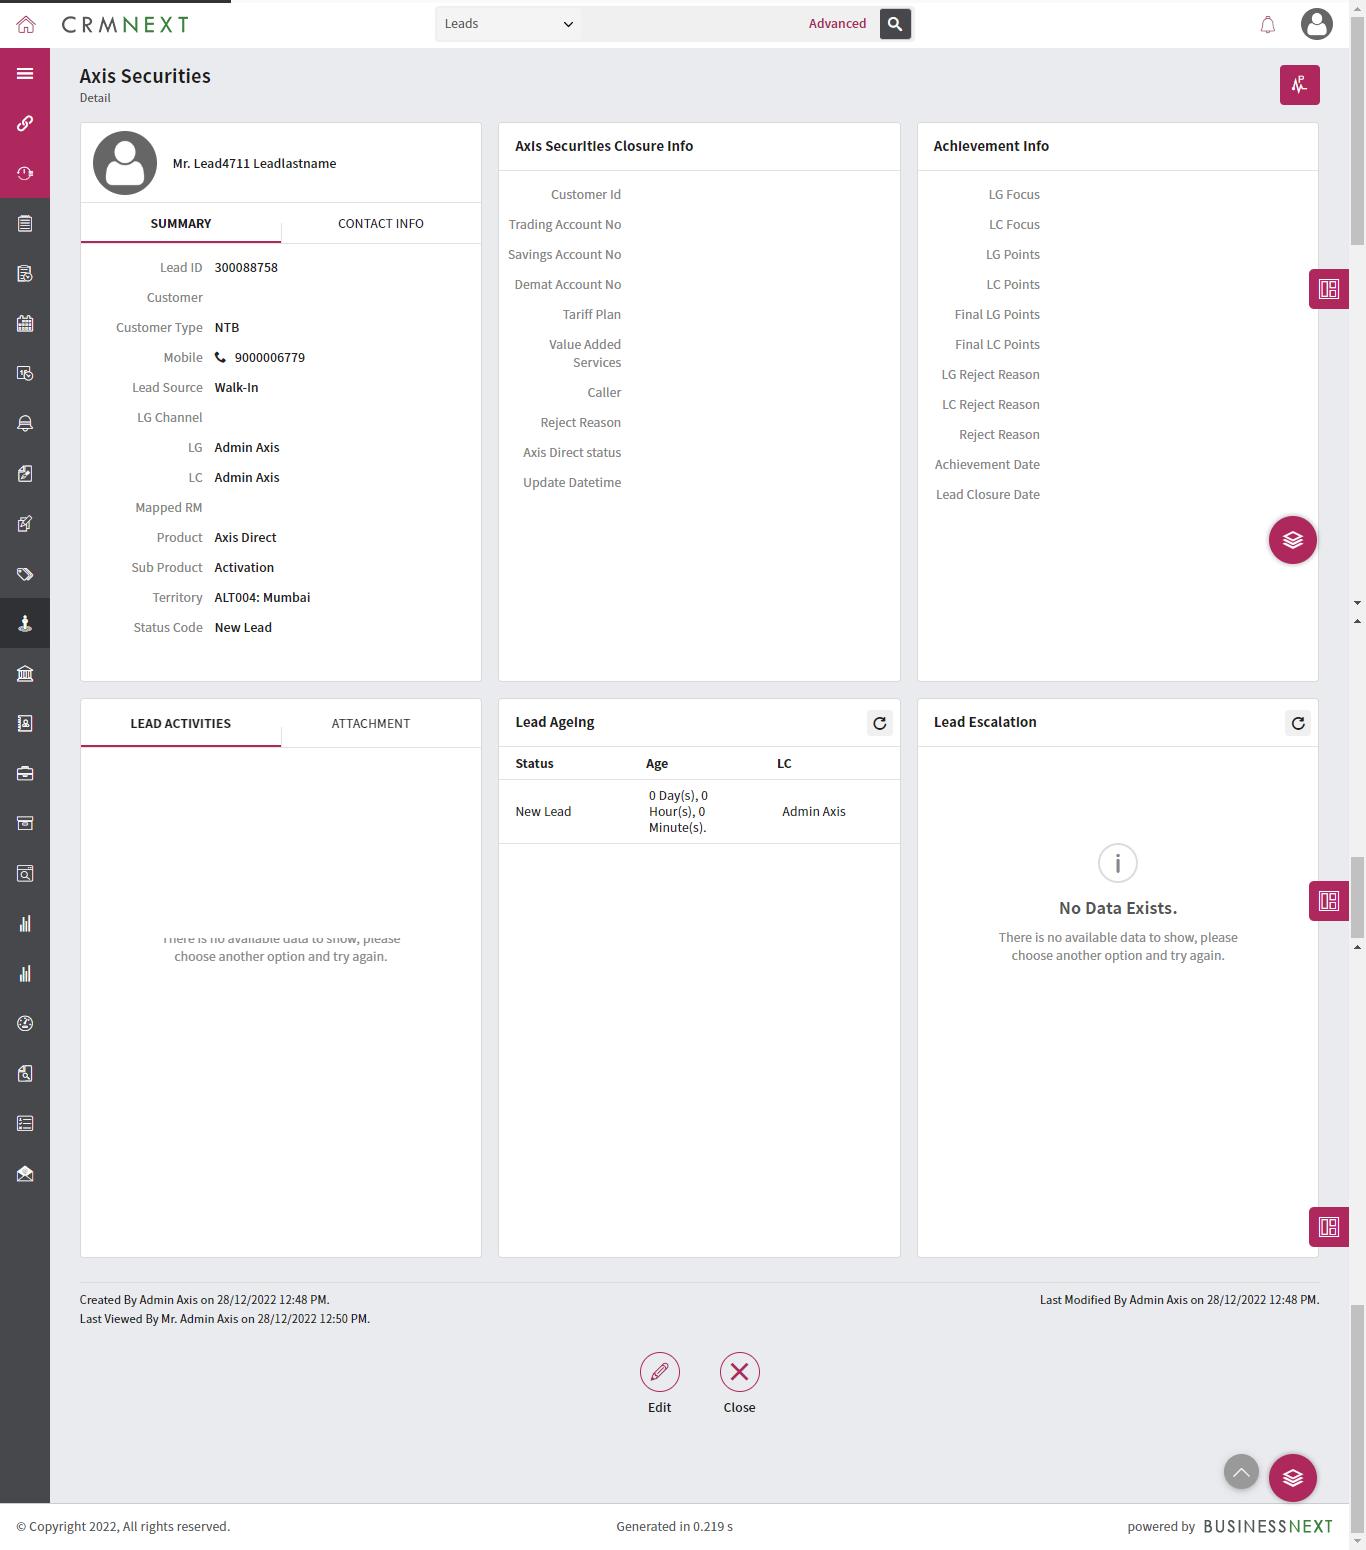 CRMNEXT
Leads
Advanced
Axis Securities
Detail
Mr. Lead4711 Leadlastname
SUMMARY
CONTACT INFO
Lead ID 300088758
Customer
Customer Type NTB
Mobile 9000006779
Lead Source Walk-In
LG Channel
LG Admin Axis
LC Admin Axis
Mapped RM
Product Axis Direct
Sub Product Activation
Territory ALT004: Mumbai
Status Code New Lead
Axis Securities Closure Info
Customer Id
Trading Account No
Savings Account No
Demat Account No
Tariff Plan
Value Added
Services
Caller
Reject Reason
Axis Direct status
Update Datetime
Achievement Info
LG Focus
LC Focus
LG Points
LC Points
Final LG Points
Final LC Points
LG Reject Reason
LC Reject Reason
Reject Reason
Achievement Date
Lead Closure Date
LEAD ACTIVITIES
ATTACHMENT
There is no available data to show, please
choose another option and try again.
Lead Ageing
Status Age LC
New Lead
0 Day(s), 0
Hour(s), 0
Minute(s).
Admin Axis
Lead Escalation
No Data Exists.
There is no available data to show, please
choose another option and try again.
Created By Admin Axis on 28/12/2022 12:48 PM.
Last Modified By Admin Axis on 28/12/2022 12:48 PM.
Last Viewed By Mr. Admin Axis on 28/12/2022 12:50 PM.
Edit
Close
© Copyright 2022, All rights reserved.
Generated in 0.219 s
powered by BUSINESSNEXT